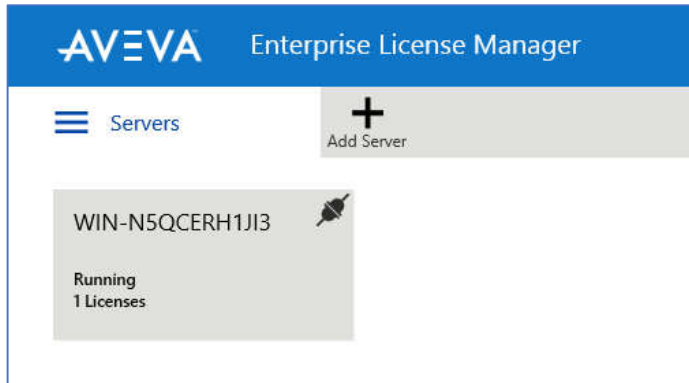 AVEVA Enterprise License Manager
Servers
Add Server
WIN-N5QCERH1JI3
Running
1 Licenses